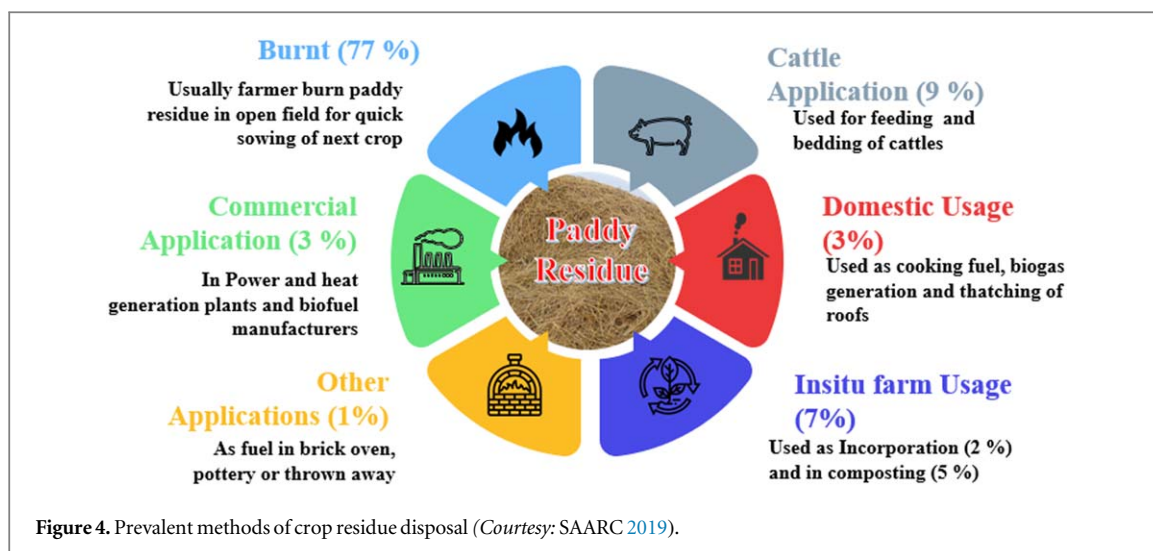 Burnt (77 %)
Usually farmer burn paddy
residue in open field for quick
sowing of next crop
Cattle
Application (9 %)
Used for feeding and
bedding of cattles
Commercial
Application (3 %)
In Power and heat
generation plants and biofuel
manufacturers
Paddy
Residue
Domestic Usage
(3%)
Used as cooking fuel, biogas
generation and thatching of
roofs
Other
Applications (1%)
As fuel in brick oven,
pottery or thrown away
Insitu farm Usage
(7%)
Used as Incorporation (2 %)
and in composting (5 %)
Figure 4. Prevalent methods of crop residue disposal (Courtesy: SAARC 2019).